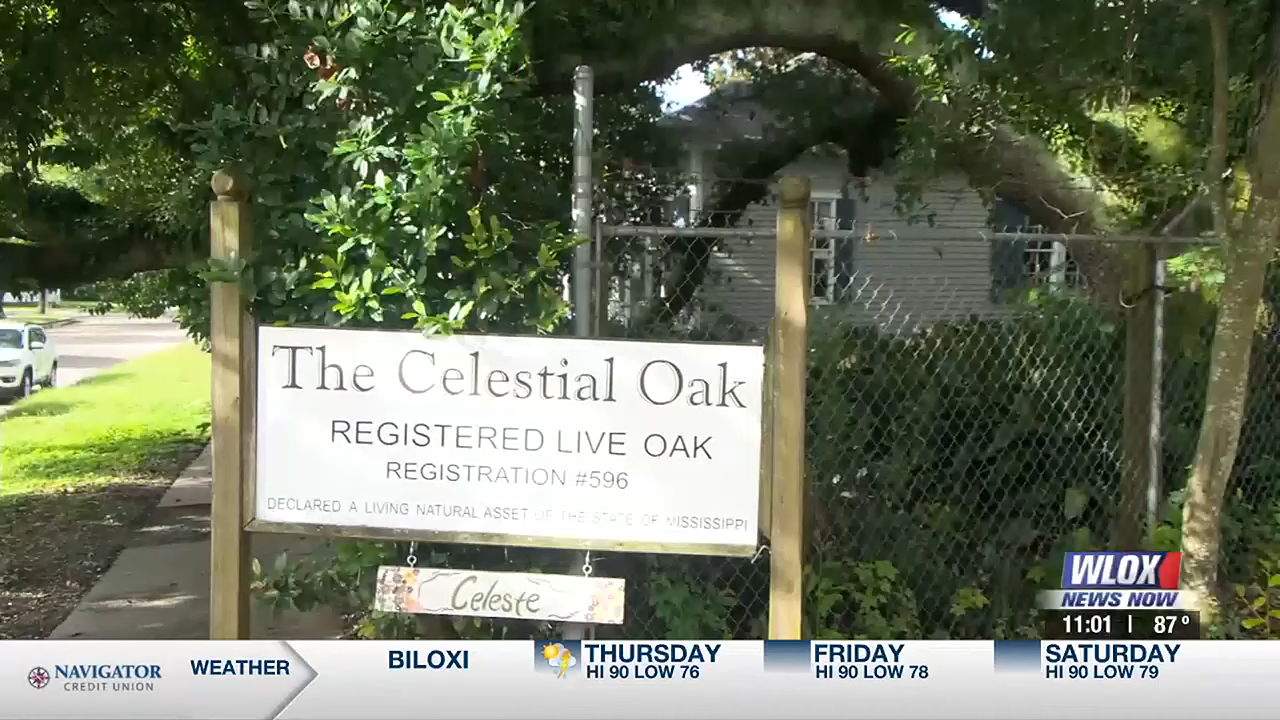 The Celestial Oak
REGISTERED LIVE OAK
REGISTRATION #596
DECLARED A LIVING NATURAL ASSET OF THE STATE OF MISSISSIPPI
Celeste
WLOX
NEWS NOW
11:01 | 87°
NAVIGATOR
CREDIT UNION
WEATHER
BILOXI
THURSDAY
HI 90 LOW 76
FRIDAY
HI 90 LOW 78
SATURDAY
HI 90 LOW 79